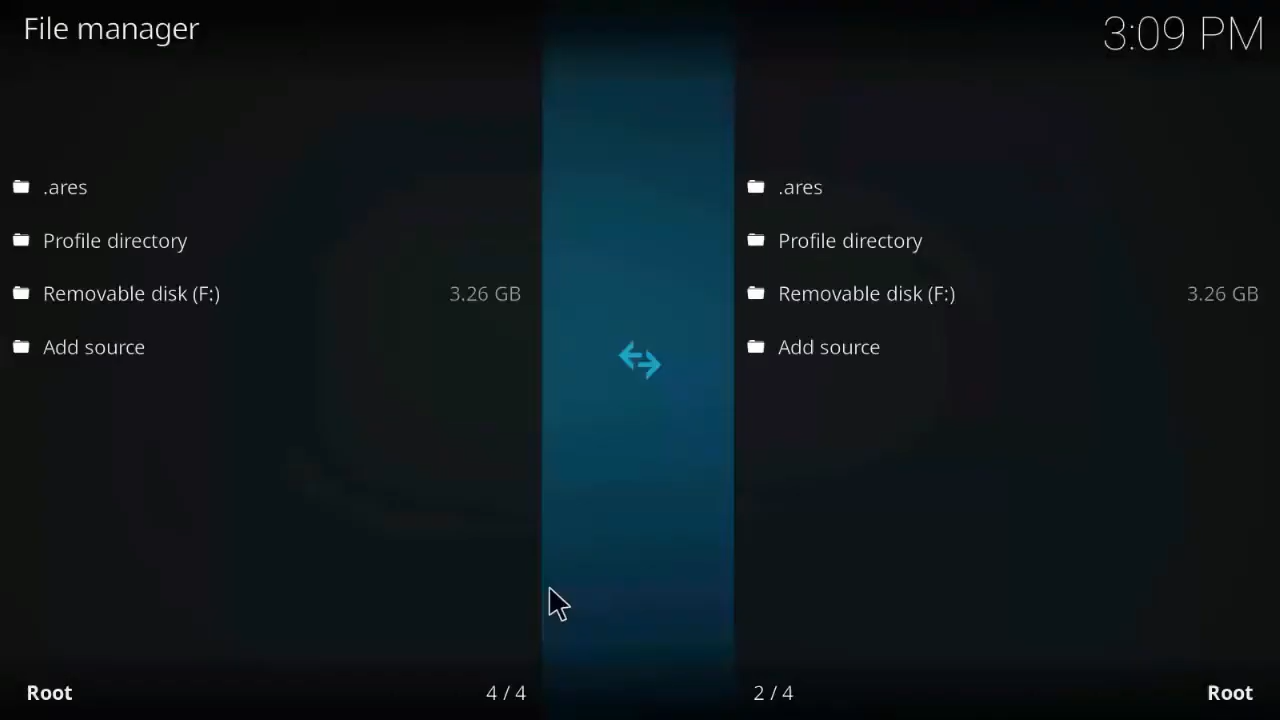 File manager
3:09 PM
.ares
Profile directory
Removable disk (F:) 3.26 GB
Add source
.ares
Profile directory
Removable disk (F:) 3.26 GB
Add source
Root 4 / 4
2 / 4 Root